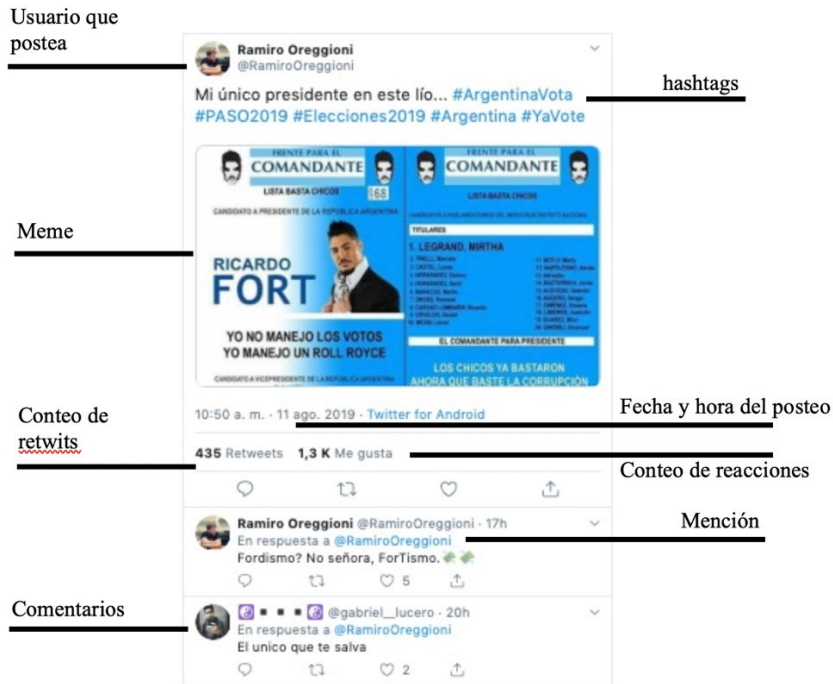 Usuario que
postea
Ramiro Oreggioni
@RamiroOreggioni
Mi único presidente en este lío... #ArgentinaVota
#PASO2019 #Elecciones2019 #Argentina #YaVote
hashtags
Meme
FRENTE PARA EL
COMANDANTE
LISTA BASTA CHICOS
68
CANDIDATO A PRESIDENTE DE LA REPUBLICA ARGENTINA
RICARDO
FORT
YO NO MANEJO LOS VOTOS
YO MANEJO UN ROLL ROYCE
CANDIDATO A VICEPRESIDENTE DE LA REPUBLICA ARGENTINA
FRENTE PARA EL
COMANDANTE
LISTA BASTA CHICOS
TITULARES
1. LEGRAND, MIRTHA
EL COMANDANTE PARA PRESIDENTE
LOS CHICOS YA BASTARON
AHORA QUE BASTE LA CORRUPCIÓN
10:50 a. m. · 11 ago. 2019 · Twitter for Android
Fecha y hora del posteo
Conteo de
retwits
435 Retweets 1,3 K Me gusta
Conteo de reacciones
Ramiro Oreggioni @RamiroOreggioni · 17h
En respuesta a @RamiroOreggioni
Fordismo? No señora, ForTismo.
5
Mención
Comentarios
@gabriel__lucero · 20h
En respuesta a @RamiroOreggioni
El unico que te salva
2